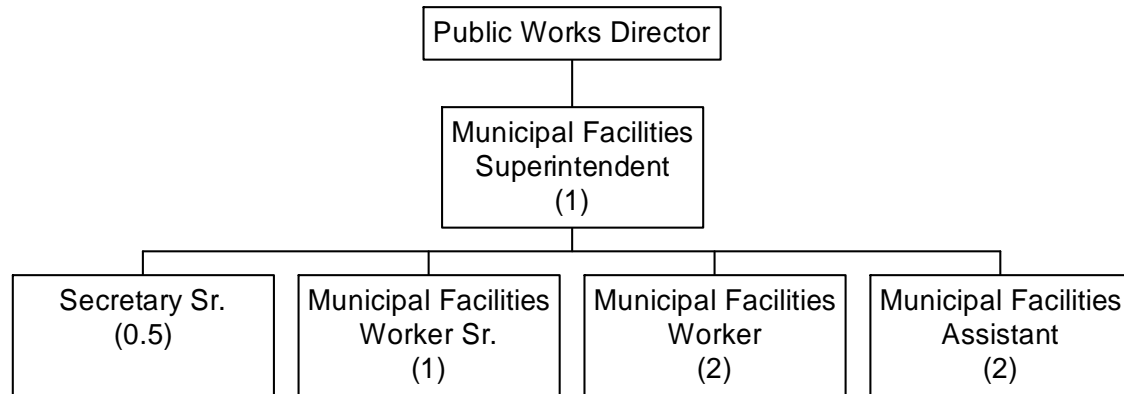 Public Works Director
Municipal Facilities
Superintendent
(1)
Secretary Sr.
(0.5)
Municipal Facilities
Worker Sr.
(1)
Municipal Facilities
Worker
(2)
Municipal Facilities
Assistant
(2)